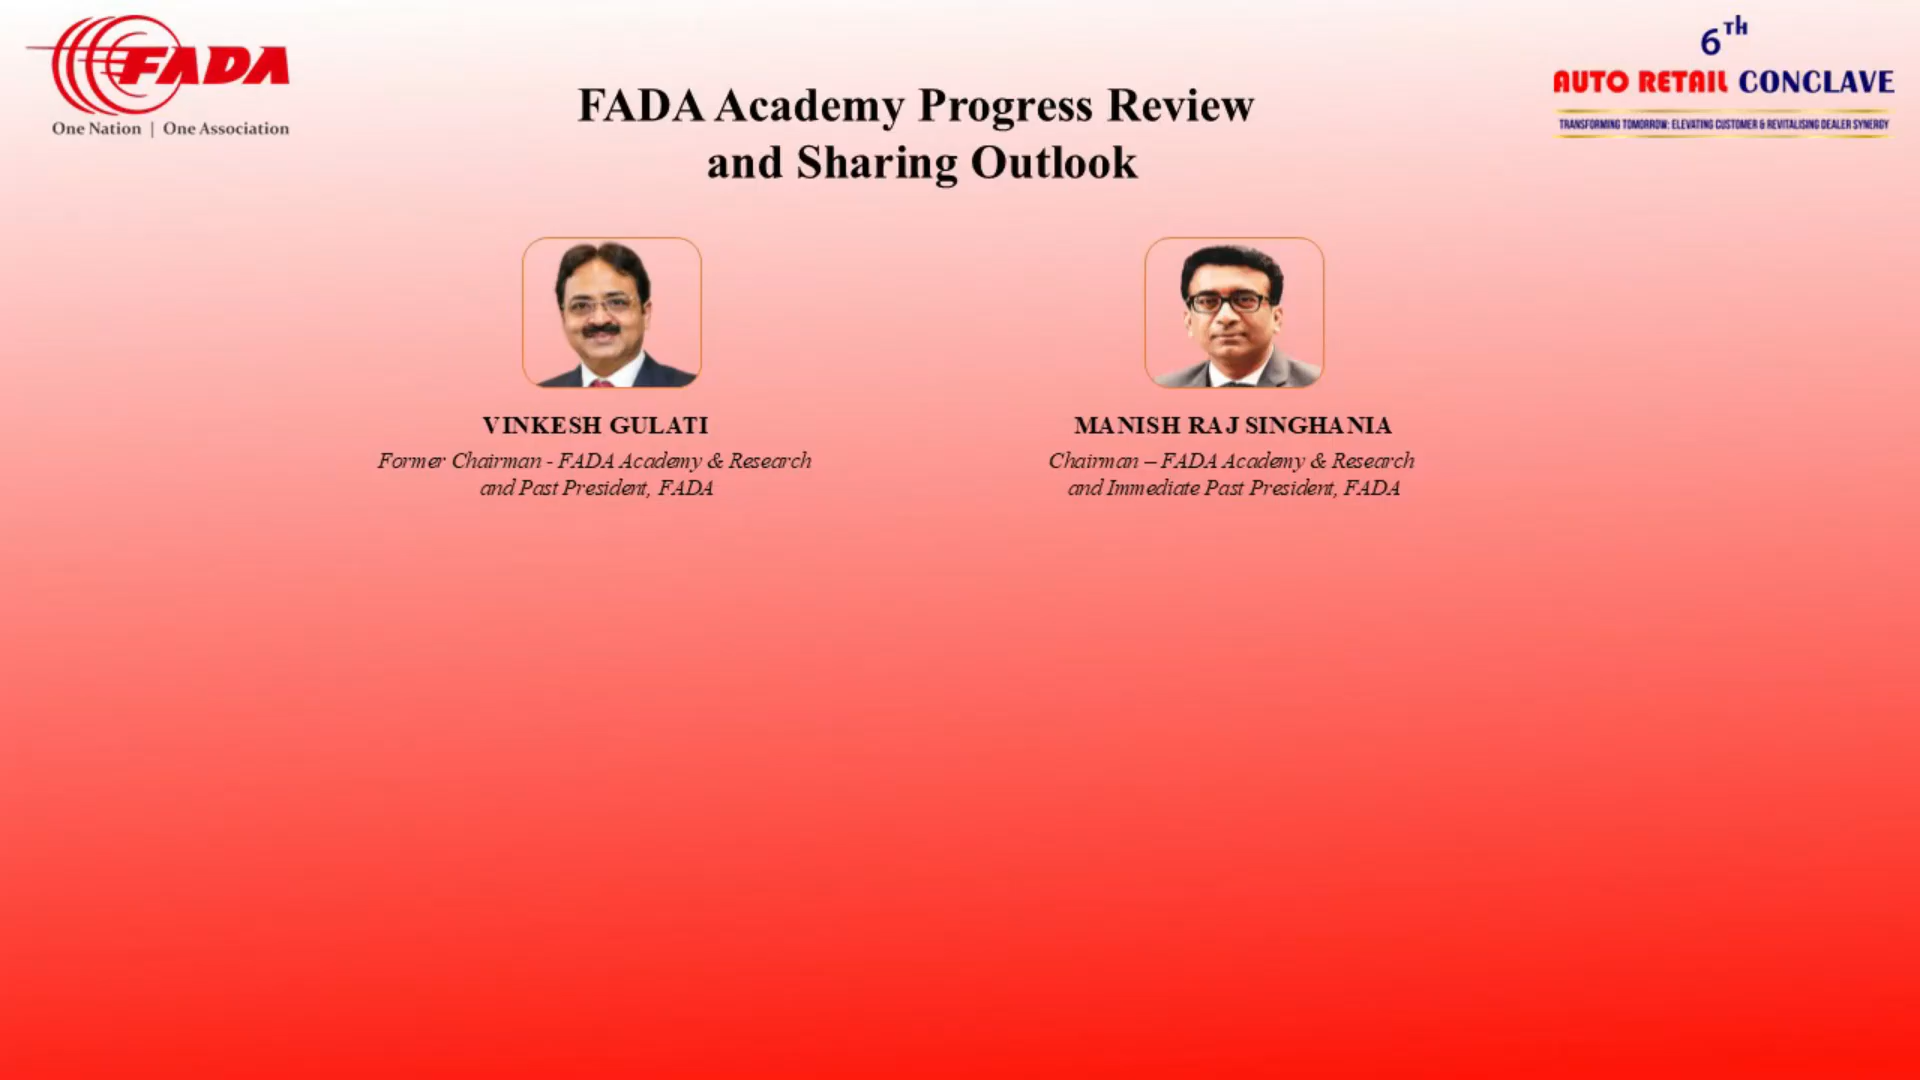 FADA
One Nation | One Association
6TH
AUTO RETAIL CONCLAVE
TRANSFORMING TOMORROW: ELEVATING CUSTOMER & REVITALISING DEALER SYNERGY
FADA Academy Progress Review
and Sharing Outlook
VINKESH GULATI
Former Chairman - FADA Academy & Research
and Past President, FADA
MANISH RAJ SINGHANIA
Chairman – FADA Academy & Research
and Immediate Past President, FADA